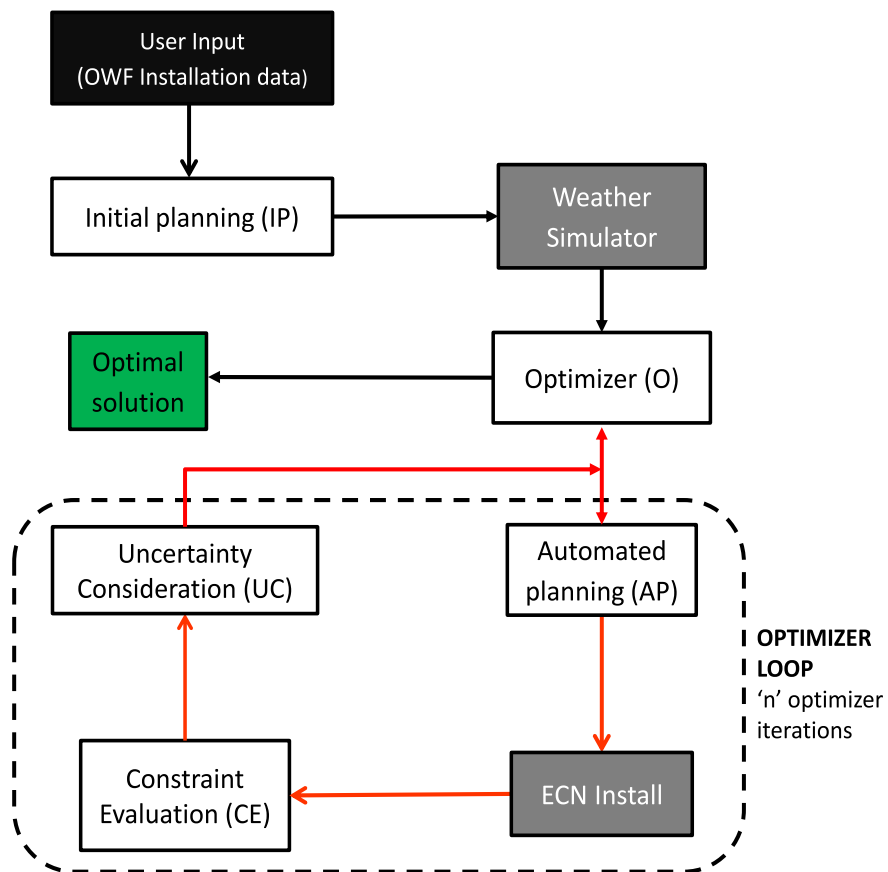 User Input
(OWF Installation data)
Initial planning (IP)
Weather
Simulator
Optimal
solution
Optimizer (O)
Uncertainty
Consideration (UC)
Automated
planning (AP)
OPTIMIZER
LOOP
‘n’ optimizer
iterations
Constraint
Evaluation (CE)
ECN Install